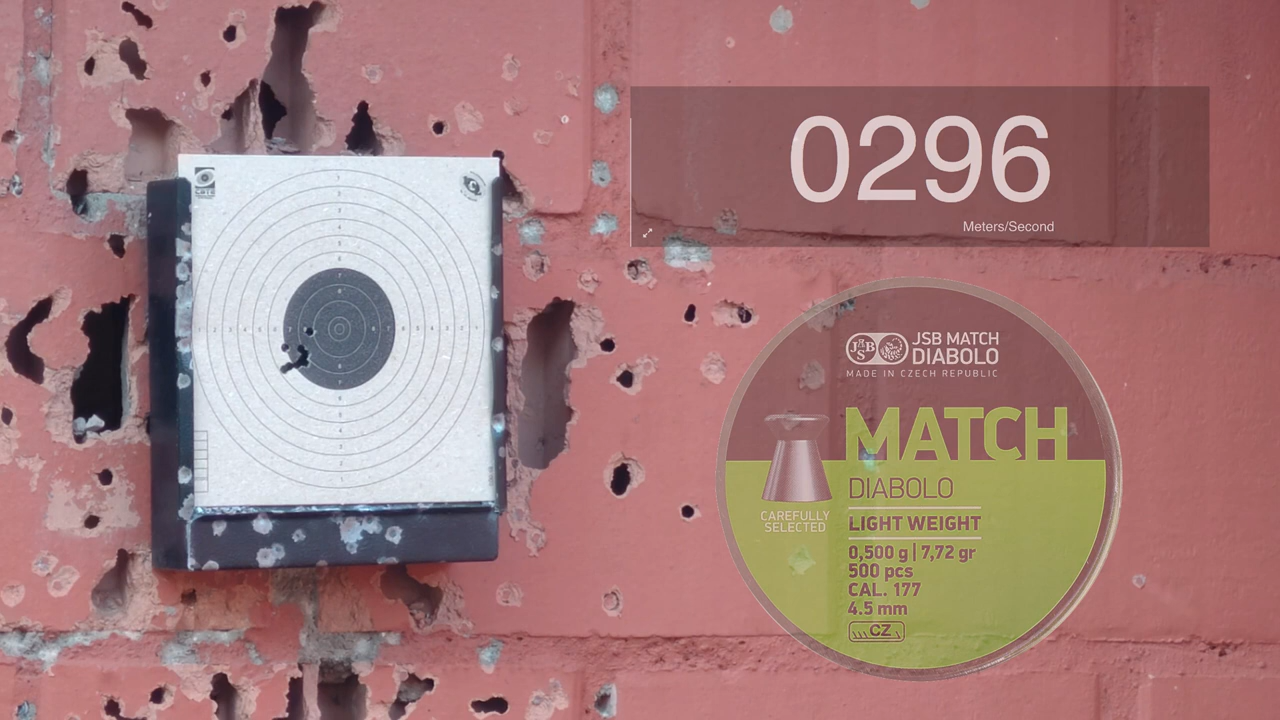 0296
Meters/Second
JSB MATCH
DIABOLO
MADE IN CZECH REPUBLIC
MATCH
DIABOLO
CAREFULLY
SELECTED
LIGHT WEIGHT
0,500 g | 7,72 gr
500 pcs
CAL. 177
4.5 mm
CZ